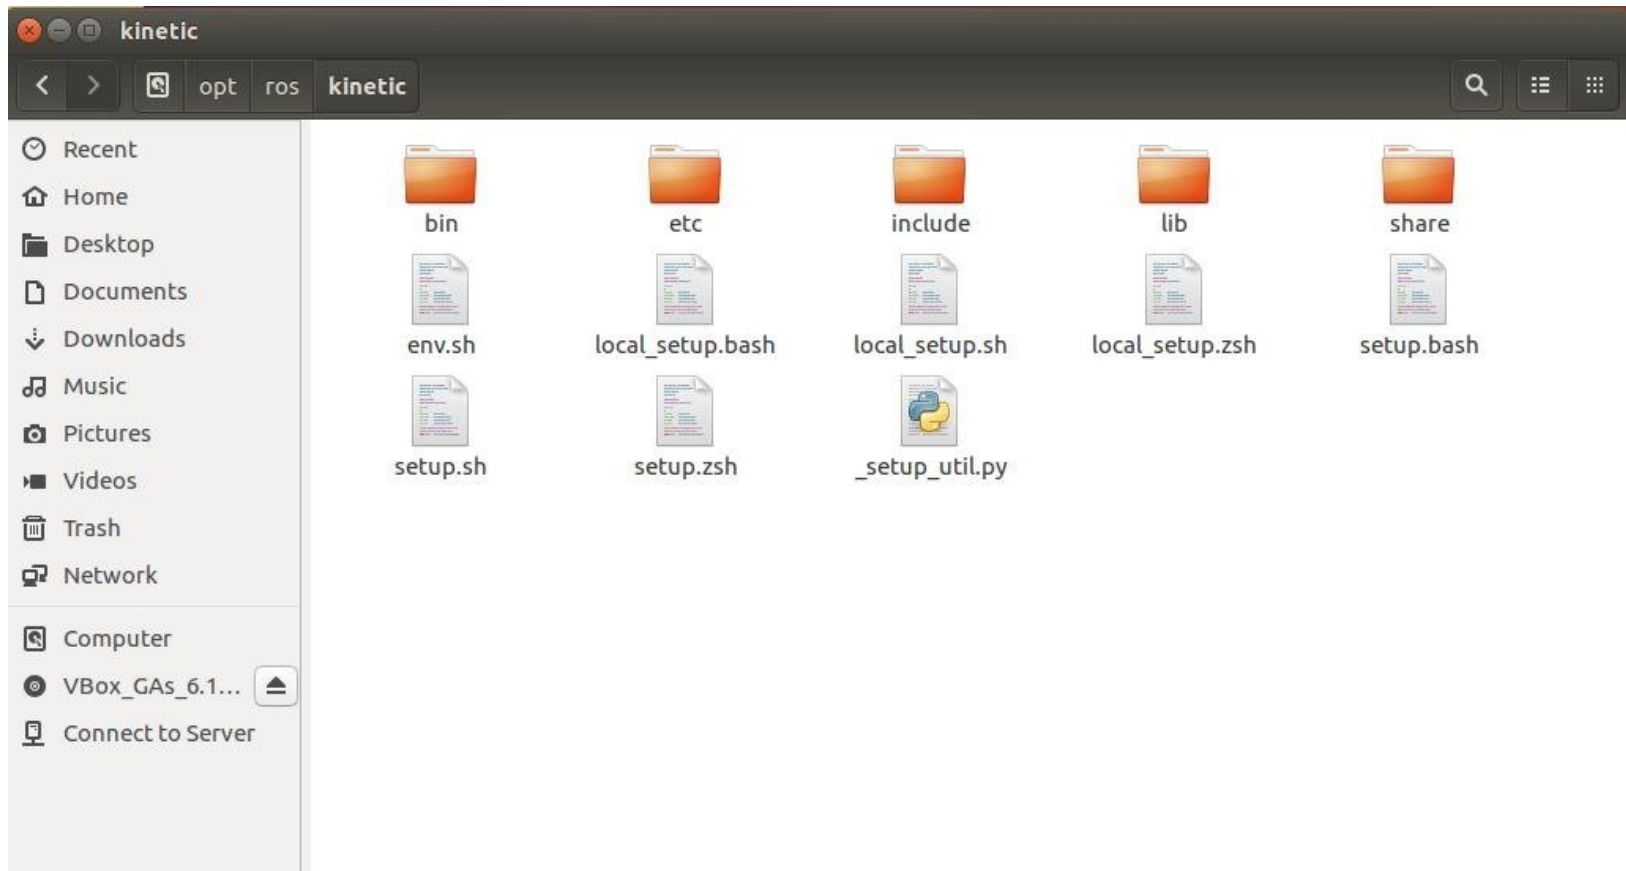 kinetic
opt ros kinetic
Recent
Home
Desktop
Documents
Downloads
Music
Pictures
Videos
Trash
Network
Computer
VBox_GAs_6.1...
Connect to Server
bin etc include lib share
env.sh local_setup.bash local_setup.sh local_setup.zsh setup.bash
setup.sh setup.zsh _setup_util.py